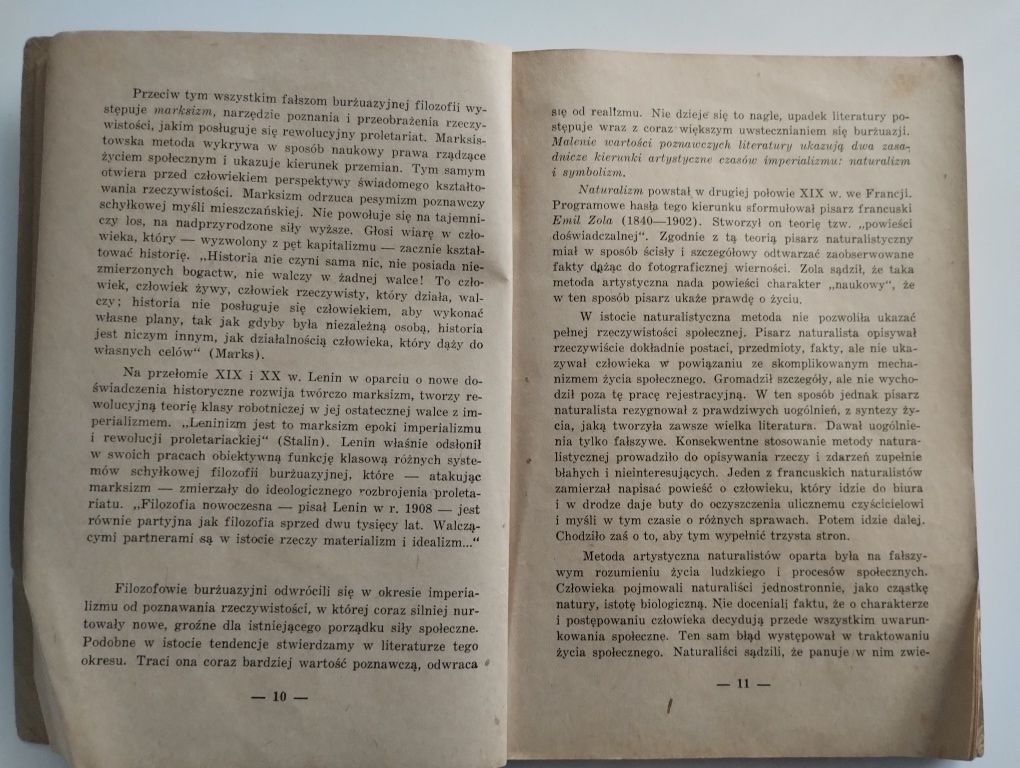 Przeciw tym wszystkim fałszom burżuazyjnej filozofii wy-
stępuje marksizm, narzędzie poznania i przeobrażenia rzeczy-
wistości, jakim posługuje się rewolucyjny proletariat. Marksis-
towska metoda wykrywa w sposób naukowy prawa rządzące
życiem społecznym i ukazuje kierunek przemian. Tym samym
otwiera przed człowiekiem perspektywy świadomego kształto-
wania rzeczywistości. Marksizm odrzuca pesymizm poznawczy
schyłkowej myśli mieszczańskiej. Nie powołuje się na tajemni-
czy los, na nadprzyrodzone siły wyższe. Głosi wiarę w czło-
wieka, który — wyzwolony z pęt kapitalizmu — zacznie kształ-
tować historię. „Historia nie czyni sama nic, nie posiada nie-
zmierzonych bogactw, nie walczy w żadnej walce! To czło-
wiek, człowiek żywy, człowiek rzeczywisty, który działa, wal-
czy; historia nie posługuje się człowiekiem, aby wykonać
własne plany, tak jak gdyby była niezależną osobą, historia
jest niczym innym, jak działalnością człowieka, który dąży do
własnych celów“ (Marks).
Na przełomie XIX i XX w. Lenin w oparciu o nowe do-
świadczenia historyczne rozwija twórczo marksizm, tworzy re-
wolucyjną teorię klasy robotniczej w jej ostatecznej walce z im-
perializmem. „Leninizm jest to marksizm epoki imperializmu
i rewolucji proletariackiej“ (Stalin). Lenin właśnie odsłonił
w swoich pracach obiektywną funkcję klasową różnych syste-
mów schyłkowej filozofii burżuazyjnej, które — atakując
marksizm — zmierzały do ideologicznego rozbrojenia proleta-
riatu. „Filozofia nowoczesna — pisał Lenin w r. 1908 — jest
równie partyjna jak filozofia sprzed dwu tysięcy lat. Walczą-
cymi partnerami są w istocie rzeczy materializm i idealizm...“
Filozofowie burżuazyjni odwrócili się w okresie imperia-
lizmu od poznawania rzeczywistości, w której coraz silniej nur-
towały nowe, groźne dla istniejącego porządku siły społeczne.
Podobne w istocie tendencje stwierdzamy w literaturze tego
okresu. Traci ona coraz bardziej wartość poznawczą, odwraca
— 10 —
się od realizmu. Nie dzieje się to nagle, upadek literatury po-
stępuje wraz z coraz większym uwstecznianiem się burżuazji.
Malenie wartości poznawczych literatury ukazują dwa zasa-
dnicze kierunki artystyczne czasów imperializmu: naturalizm
i symbolizm.
Naturalizm powstał w drugiej połowie XIX w. we Francji.
Programowe hasła tego kierunku sformułował pisarz francuski
Emil Zola (1840—1902). Stworzył on teorię tzw. „powieści
doświadczalnej“. Zgodnie z tą teorią pisarz naturalistyczny
miał w sposób ścisły i szczegółowy odtwarzać zaobserwowane
fakty dążąc do fotograficznej wierności. Zola sądził, że taka
metoda artystyczna nada powieści charakter „naukowy“, że
w ten sposób pisarz ukaże prawdę o życiu.
W istocie naturalistyczna metoda nie pozwoliła ukazać
pełnej rzeczywistości społecznej. Pisarz naturalista opisywał
rzeczywiście dokładnie postaci, przedmioty, fakty, ale nie uka-
zywał człowieka w powiązaniu ze skomplikowanym mecha-
nizmem życia społecznego. Gromadził szczegóły, ale nie wycho-
dził poza tę pracę rejestracyjną. W ten sposób jednak pisarz
naturalista rezygnował z prawdziwych uogólnień, z syntezy ży-
cia, jaką tworzyła zawsze wielka literatura. Dawał uogólnie-
nia tylko fałszywe. Konsekwentne stosowanie metody natura-
listycznej prowadziło do opisywania rzeczy i zdarzeń zupełnie
błahych i nieinteresujących. Jeden z francuskich naturalistów
zamierzał napisać powieść o człowieku, który idzie do biura
i w drodze daje buty do oczyszczenia ulicznemu czyścicielowi
i myśli w tym czasie o różnych sprawach. Potem idzie dalej.
Chodziło zaś o to, aby tym wypełnić trzysta stron.
Metoda artystyczna naturalistów oparta była na fałszy-
wym rozumieniu życia ludzkiego i procesów społecznych.
Człowieka pojmowali naturaliści jednostronnie, jako cząstkę
natury, istotę biologiczną. Nie doceniali faktu, że o charakterze
i postępowaniu człowieka decydują przede wszystkim uwarun-
kowania społeczne. Ten sam błąd występował w traktowaniu
życia społecznego. Naturaliści sądzili, że panuje w nim zwie-
— 11 —